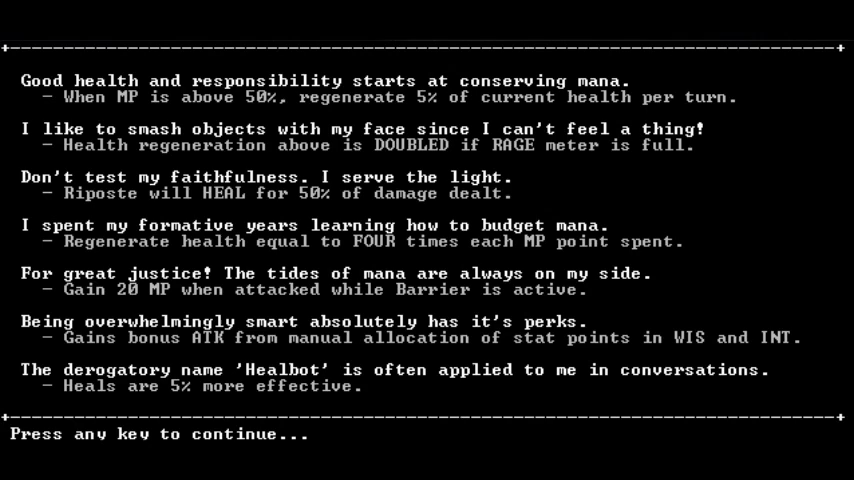 Good health and responsibility starts at conserving mana.
- When MP is above 50%, regenerate 5% of current health per turn.
I like to smash objects with my face since I can't feel a thing!
- Health regeneration above is DOUBLED if RAGE meter is full.
Don't test my faithfulness. I serve the light.
- Riposte will HEAL for 50% of damage dealt.
I spent my formative years learning how to budget mana.
- Regenerate health equal to FOUR times each MP point spent.
For great justice! The tides of mana are always on my side.
- Gain 20 MP when attacked while Barrier is active.
Being overwhelmingly smart absolutely has it's perks.
- Gains bonus ATK from manual allocation of stat points in WIS and INT.
The derogatory name 'Healbot' is often applied to me in conversations.
- Heals are 5% more effective.
Press any key to continue...